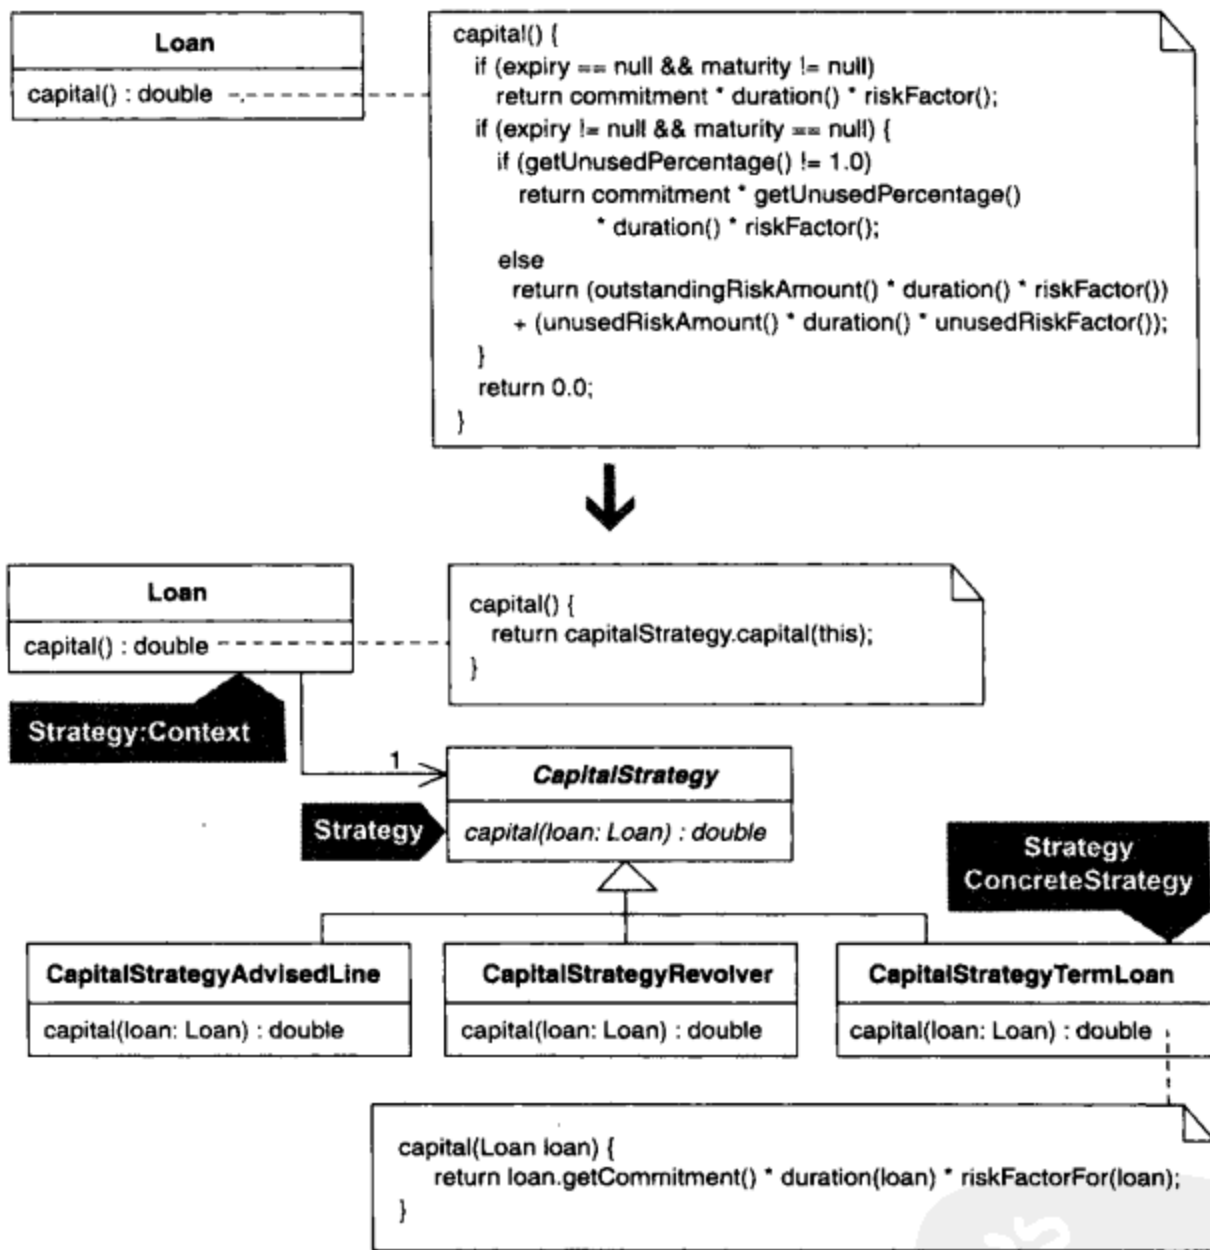 Loan
capital() : double
capital() {
if (expiry == null && maturity != null)
return commitment * duration() * riskFactor();
if (expiry != null && maturity == null) {
if (getUnusedPercentage() != 1.0)
return commitment * getUnusedPercentage()
* duration() * riskFactor();
else
return (outstandingRiskAmount() * duration() * riskFactor())
+ (unusedRiskAmount() * duration() * unusedRiskFactor());
}
return 0.0;
}
Loan
capital() : double
capital() {
return capitalStrategy.capital(this);
}
Strategy:Context
1
CapitalStrategy
capital(loan: Loan) : double
Strategy
Strategy
ConcreteStrategy
CapitalStrategyAdvisedLine
capital(loan: Loan) : double
CapitalStrategyRevolver
capital(loan: Loan) : double
CapitalStrategyTermLoan
capital(loan: Loan) : double
capital(Loan loan) {
return loan.getCommitment() * duration(loan) * riskFactorFor(loan);
}